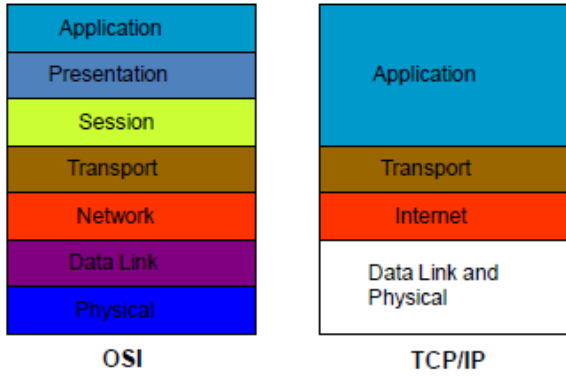 Application
Presentation
Session
Transport
Network
Data Link
Physical
OSI
Application
Transport
Internet
Data Link and
Physical
TCP/IP